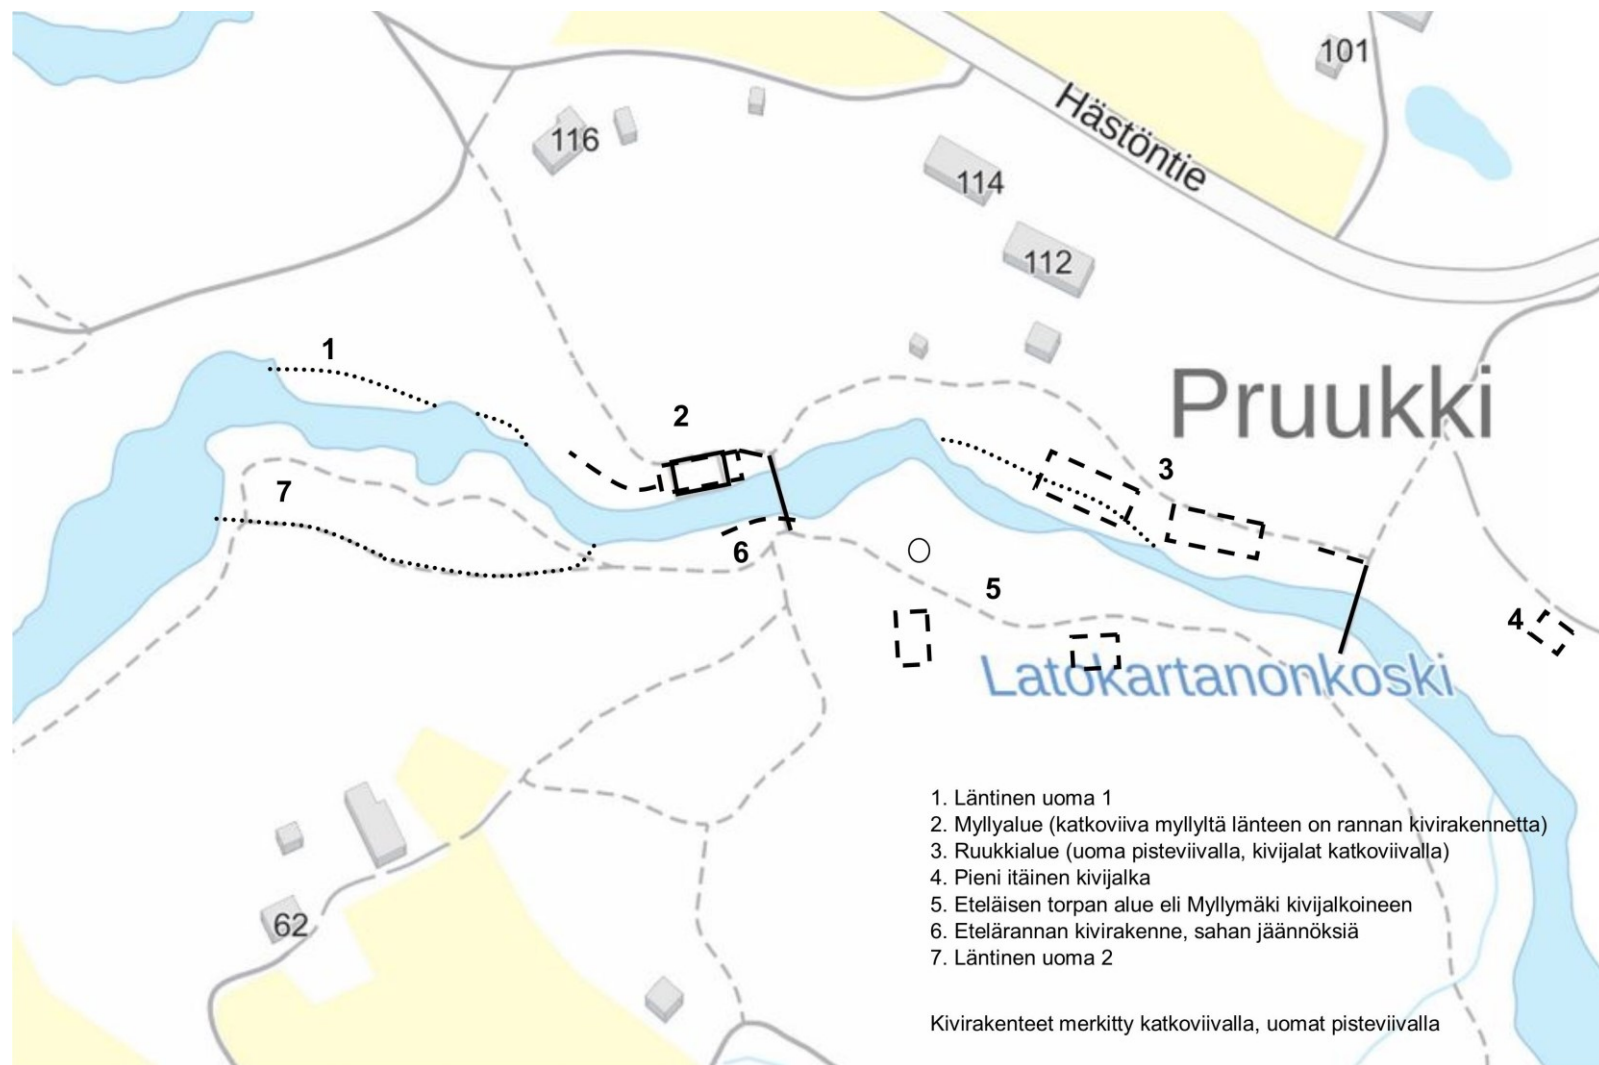 101
Hästöntie
116
114
112
1
Pruukki
2
3
7
6
5
4
Latokartanonkoski
1. Läntinen uoma 1
2. Myllyalue (katkoviiva myllyltä länteen on rannan kivirakennetta)
3. Ruukkialue (uoma pisteviivalla, kivijalat katkoviivalla)
4. Pieni itäinen kivijalka
5. Eteläisen torpan alue eli Myllymäki kivijalkoineen
6. Etelärannan kivirakenne, sahan jäännöksiä
7. Läntinen uoma 2
62
Kivirakenteet merkitty katkoviivalla, uomat pisteviivalla